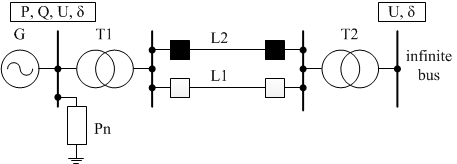 P, Q, U, δ
U, δ
G
T1
L2
T2
L1
infinite
bus
Pn